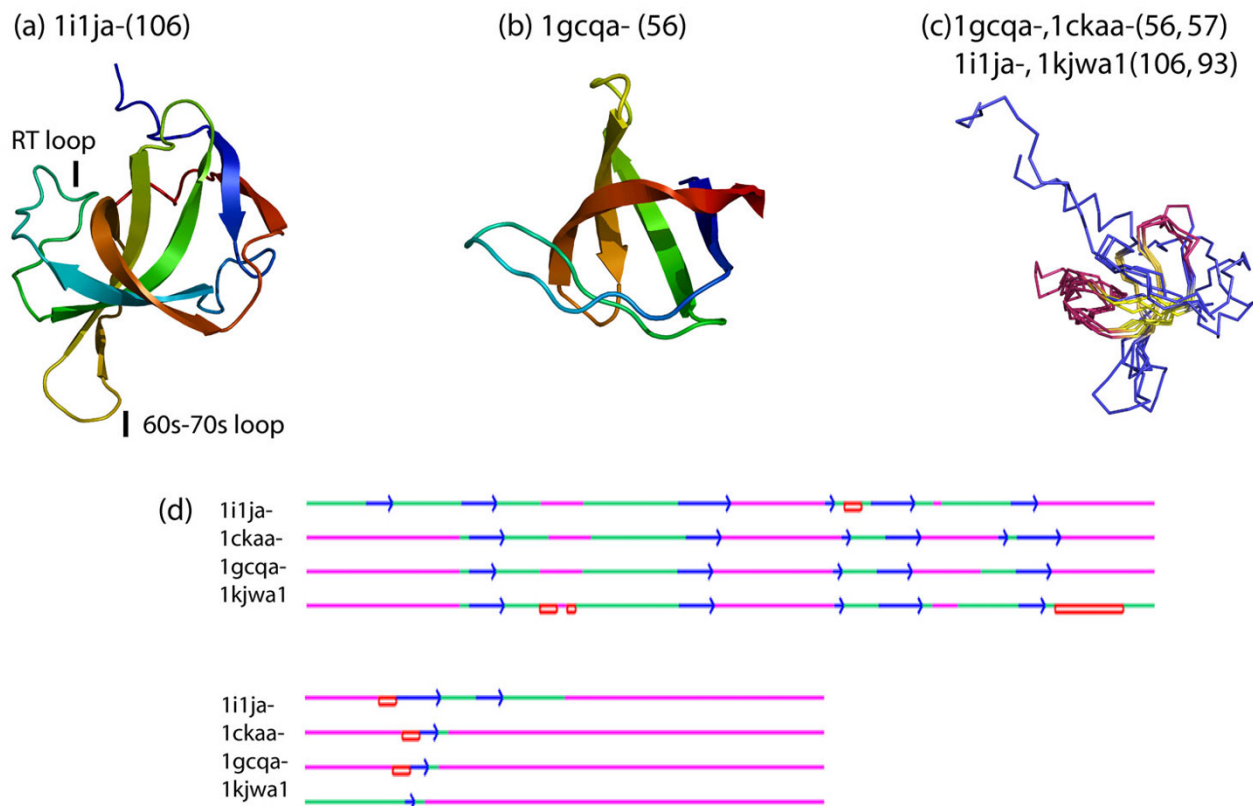 (a) 1i1ja-(106)
(b) 1gcqa- (56)
(c) 1gcqa-,1ckaa-(56, 57)
1i1ja-, 1kjwa1(106, 93)
RT loop
60s-70s loop
(d)
1i1ja-
1ckaa-
1gcqa-
1kjwa1
1i1ja-
1ckaa-
1gcqa-
1kjwa1